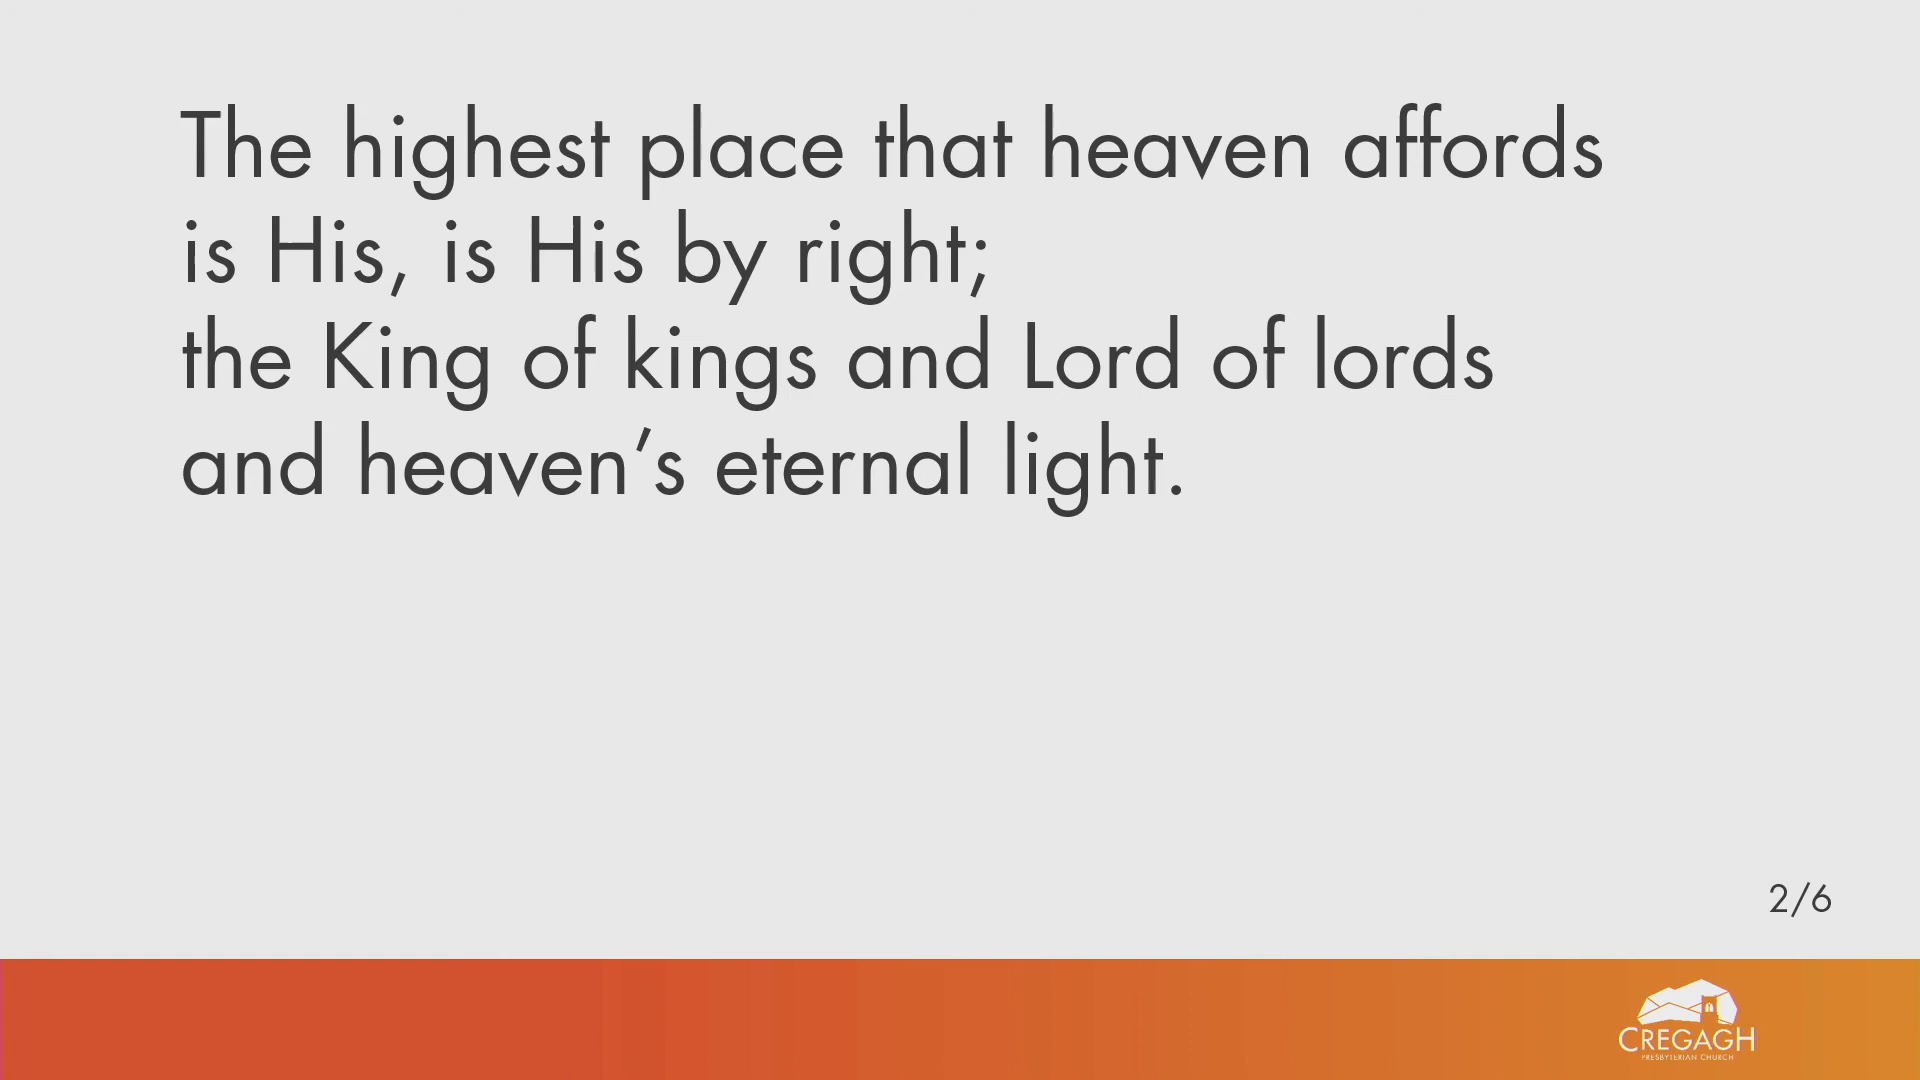 The highest place that heaven affords
is His, is His by right;
the King of kings and Lord of lords
and heaven’s eternal light.
2/6
CREGAGH
PRESBYTERIAN CHURCH